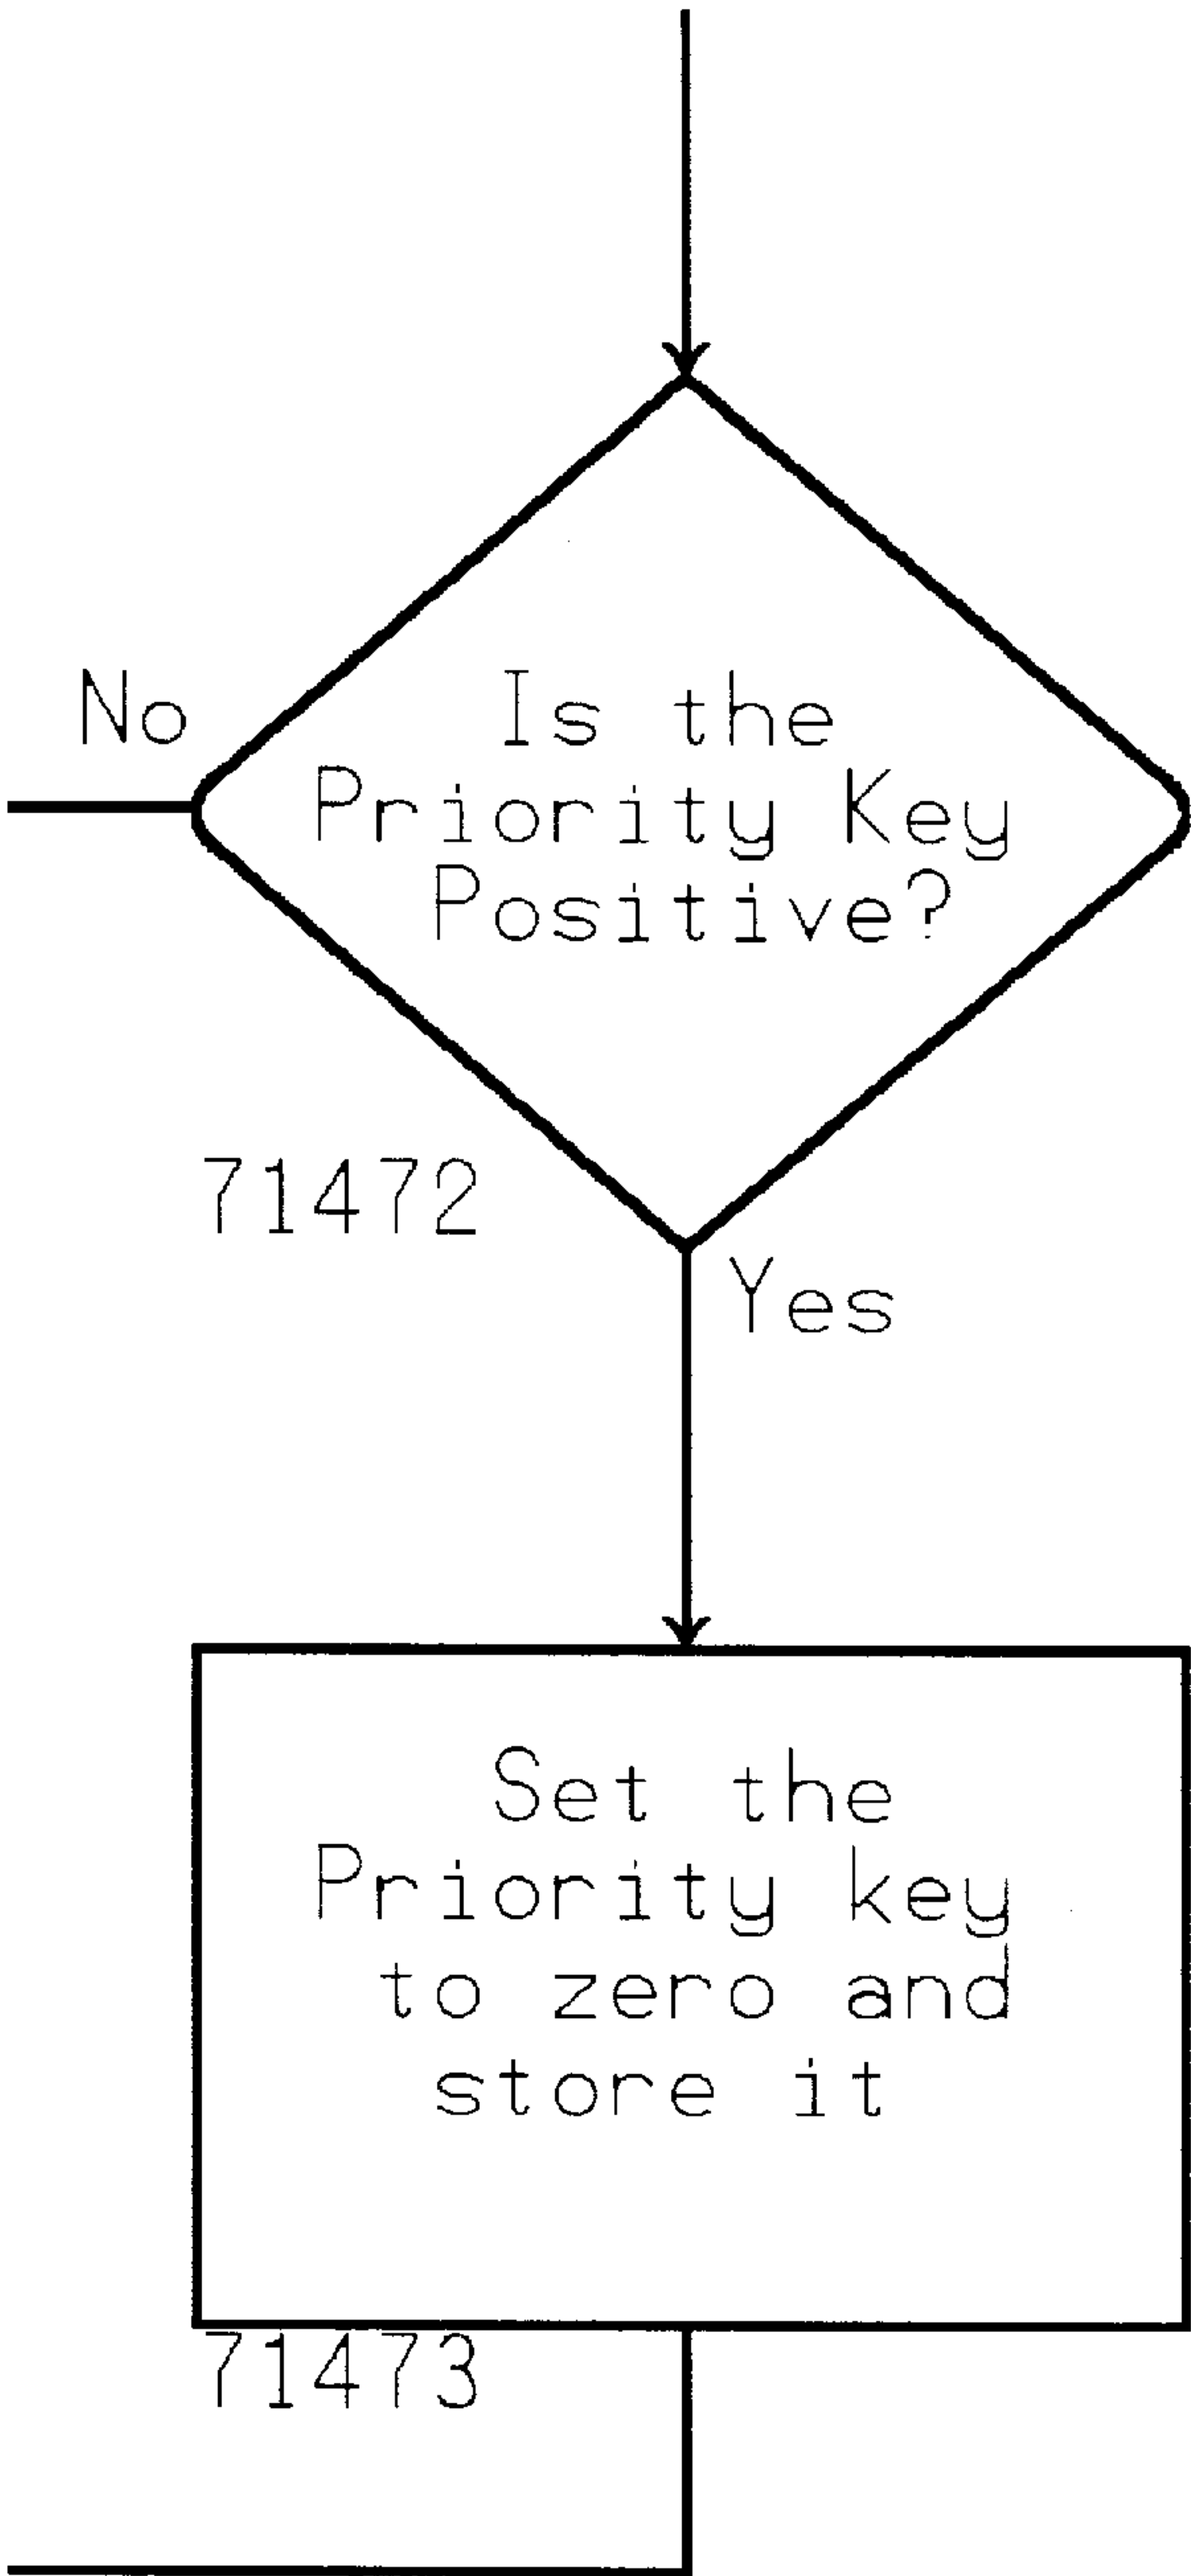 No
Is the
Priority Key
Positive?
71472
Yes
Set the
Priority key
to zero and
store it
71473